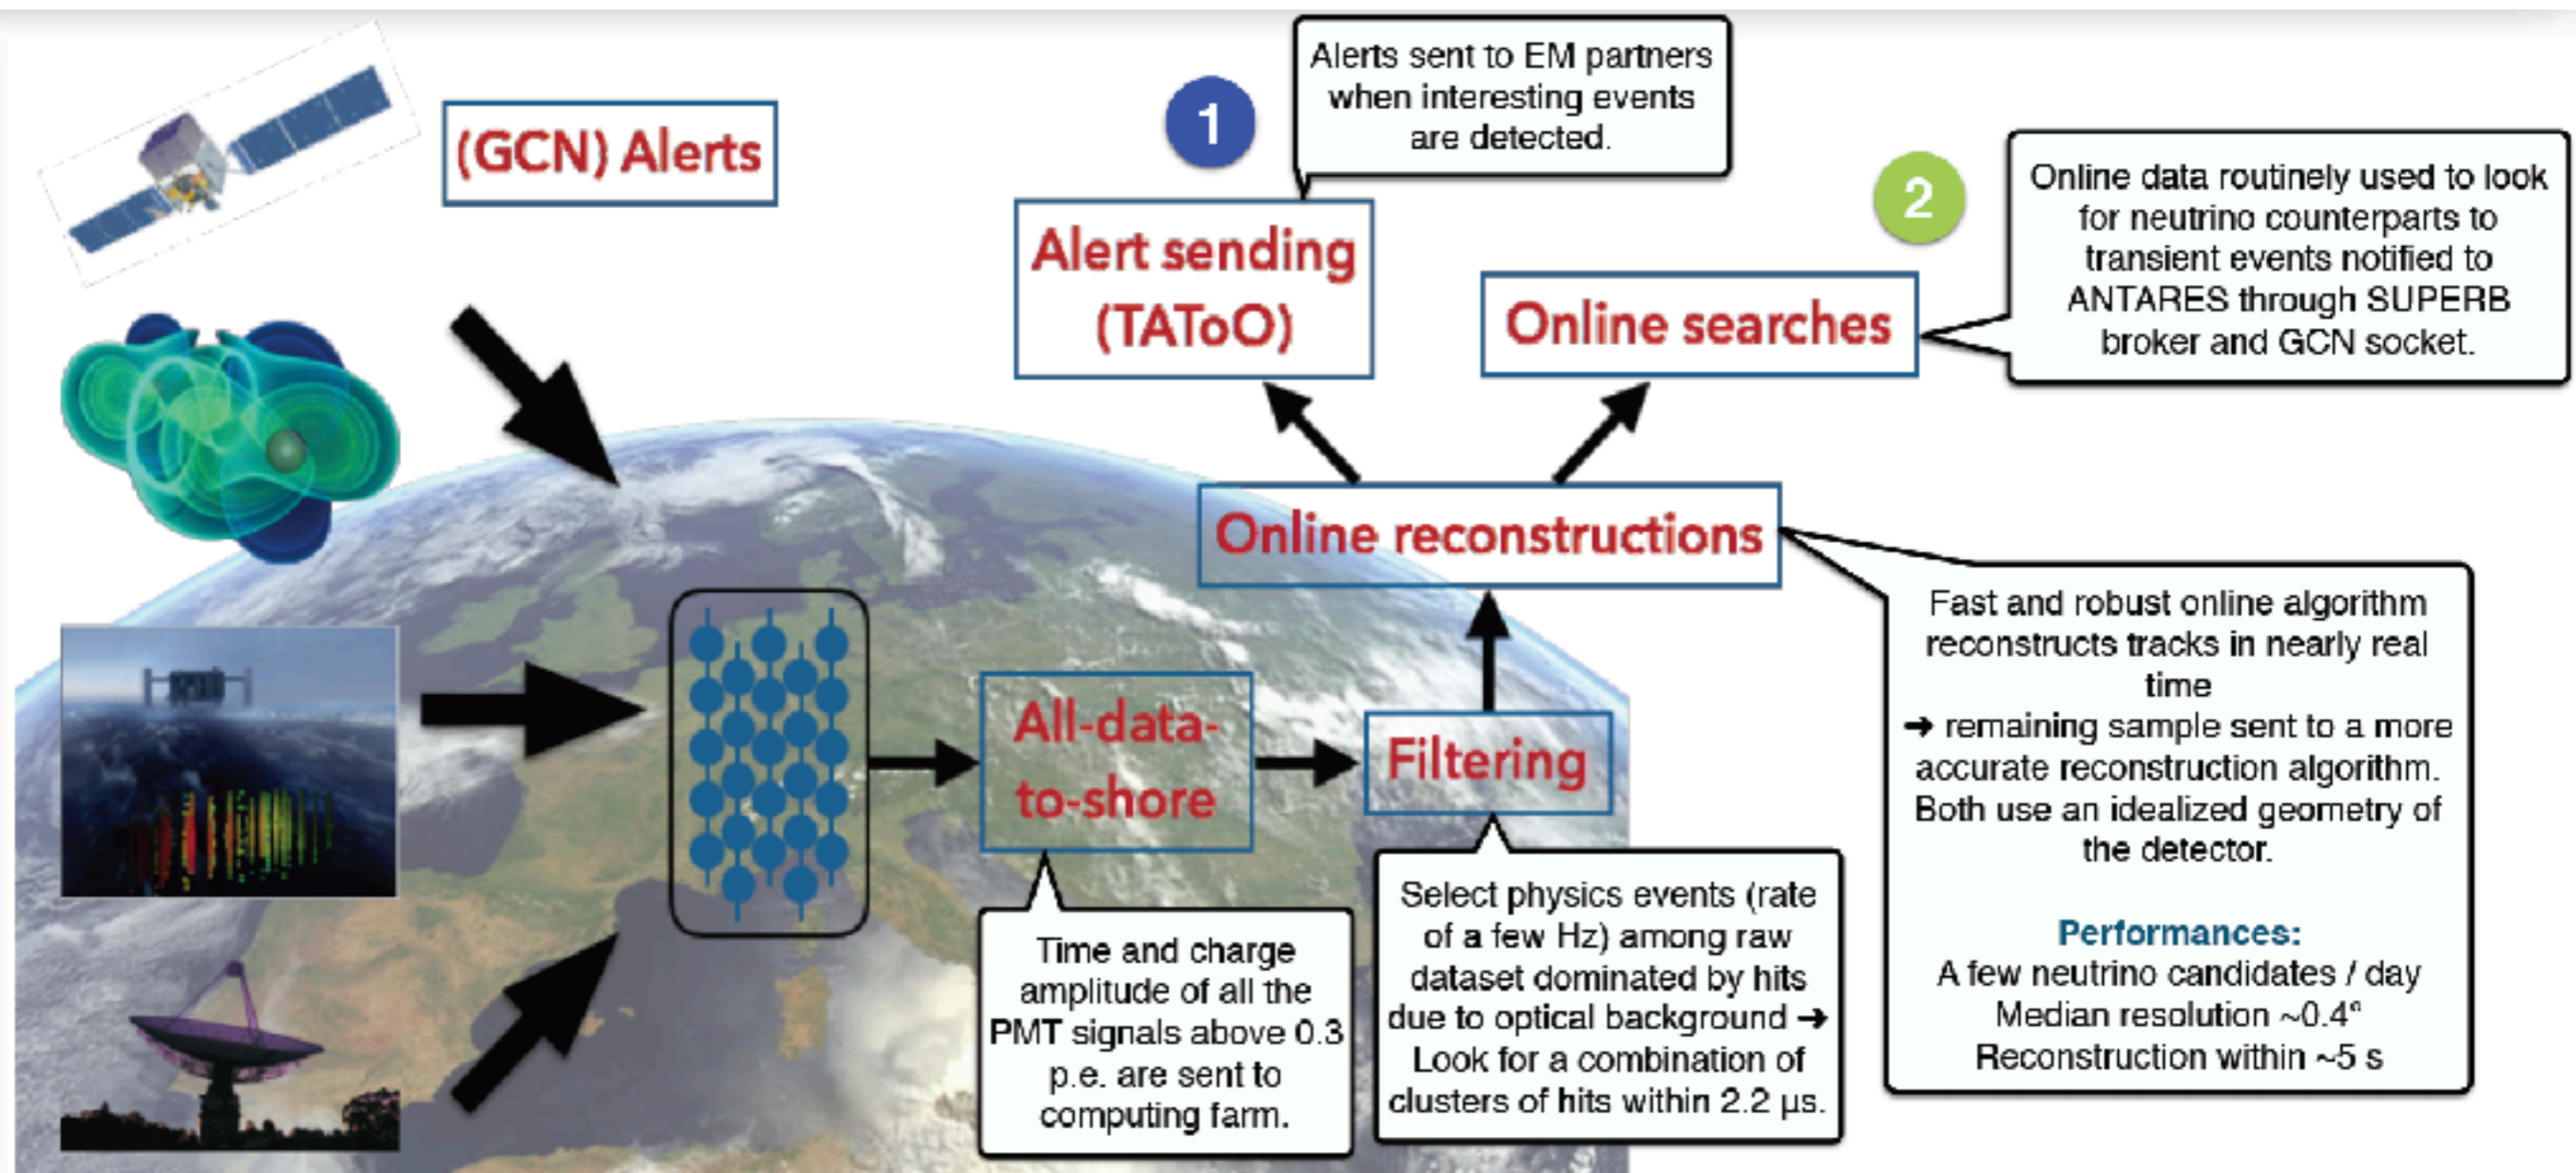 (GCN) Alerts
1
Alerts sent to EM partners
when interesting events
are detected.
Alert sending
(TAToO)
2
Online data routinely used to look
for neutrino counterparts to
transient events notified to
ANTARES through SUPERB
broker and GCN socket.
Online searches
Online reconstructions
Fast and robust online algorithm
reconstructs tracks in nearly real
time
➔ remaining sample sent to a more
accurate reconstruction algorithm.
Both use an idealized geometry of
the detector.
Performances:
A few neutrino candidates / day
Median resolution ~0.4°
Reconstruction within ~5 s
All-data-
to-shore
Time and charge
amplitude of all the
PMT signals above 0.3
p.e. are sent to
computing farm.
Filtering
Select physics events (rate
of a few Hz) among raw
dataset dominated by hits
due to optical background ➔
Look for a combination of
clusters of hits within 2.2 µs.